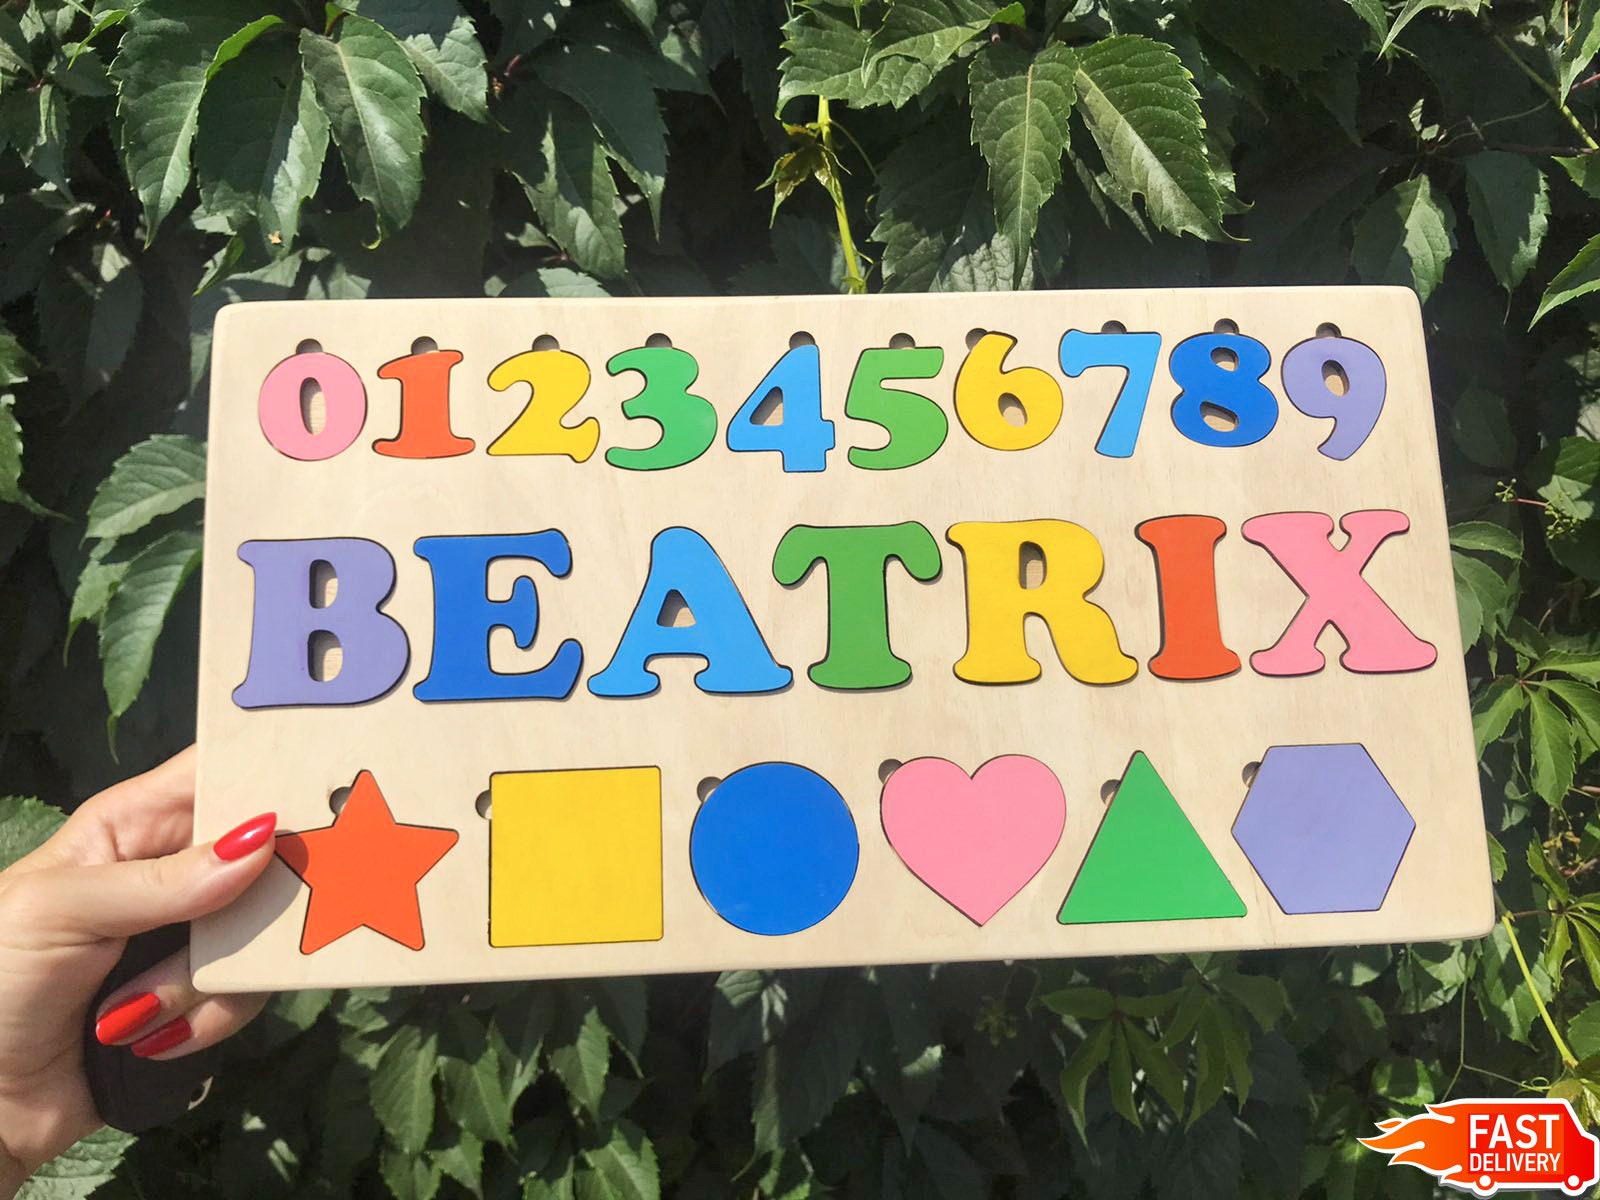 0123456789
BEATRIX
FAST
DELIVERY